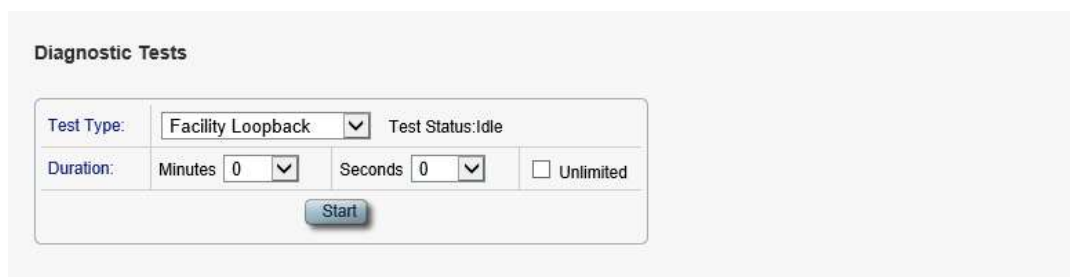 Diagnostic Tests
Test Type: Facility Loopback Test Status:Idle
Duration: Minutes 0 Seconds 0 Unlimited
Start